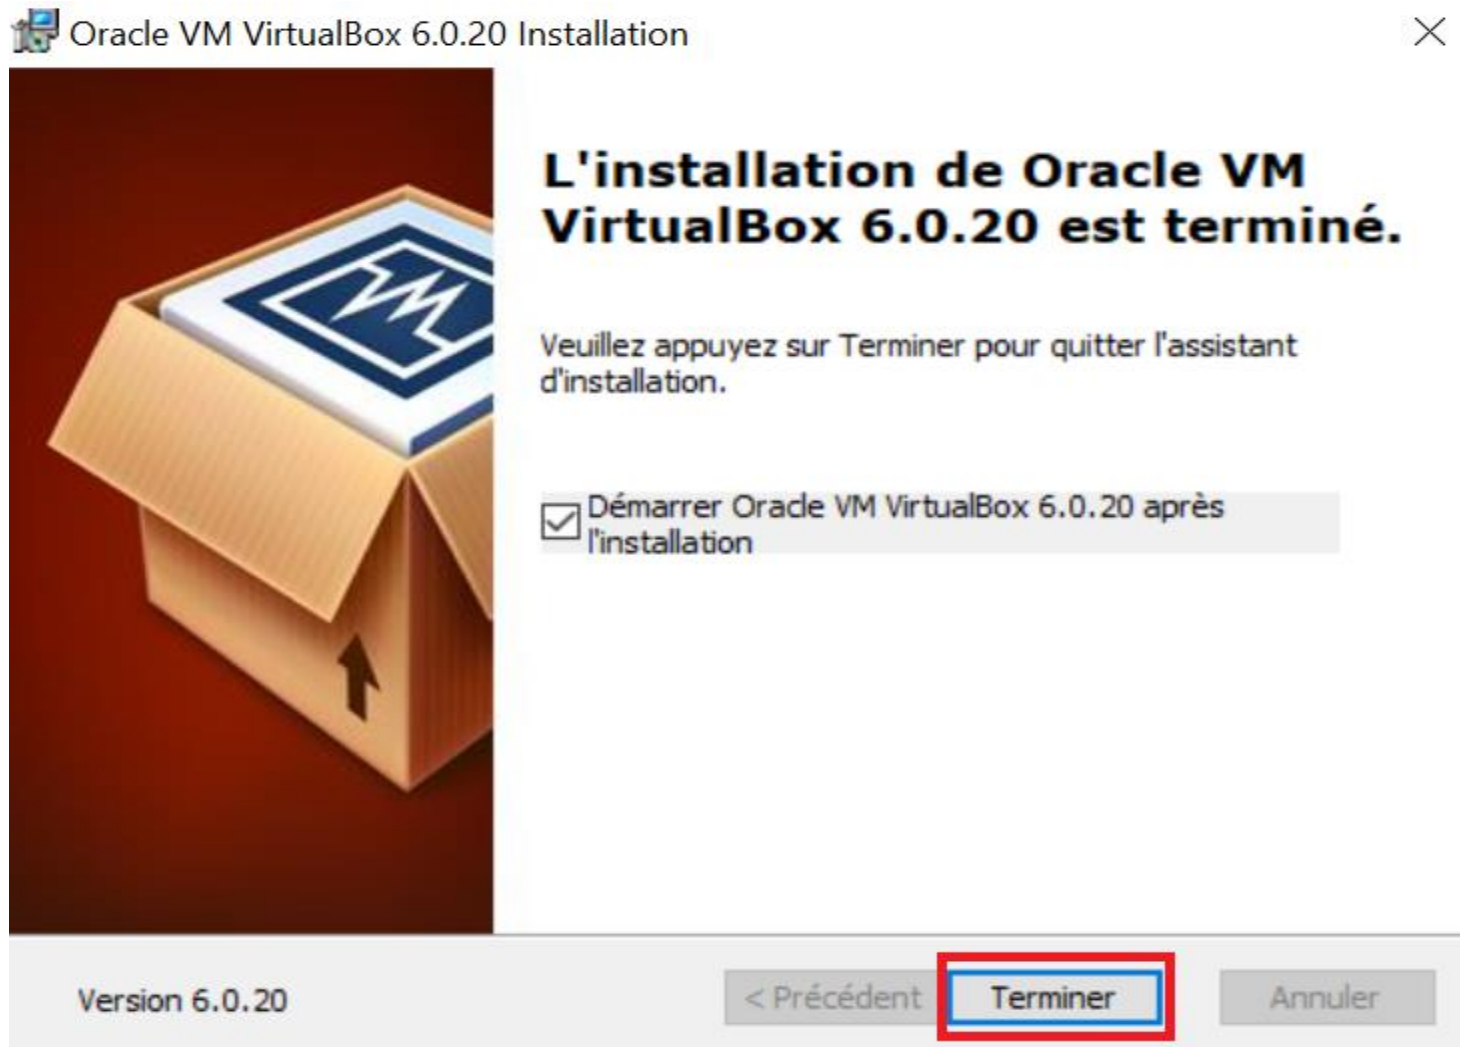 Oracle VM VirtualBox 6.0.20 Installation
L'installation de Oracle VM
VirtualBox 6.0.20 est terminé.
Veuillez appuyez sur Terminer pour quitter l'assistant
d'installation.
Démarrer Oracle VM VirtualBox 6.0.20 après
l'installation
Version 6.0.20
< Précédent
Terminer
Annuler